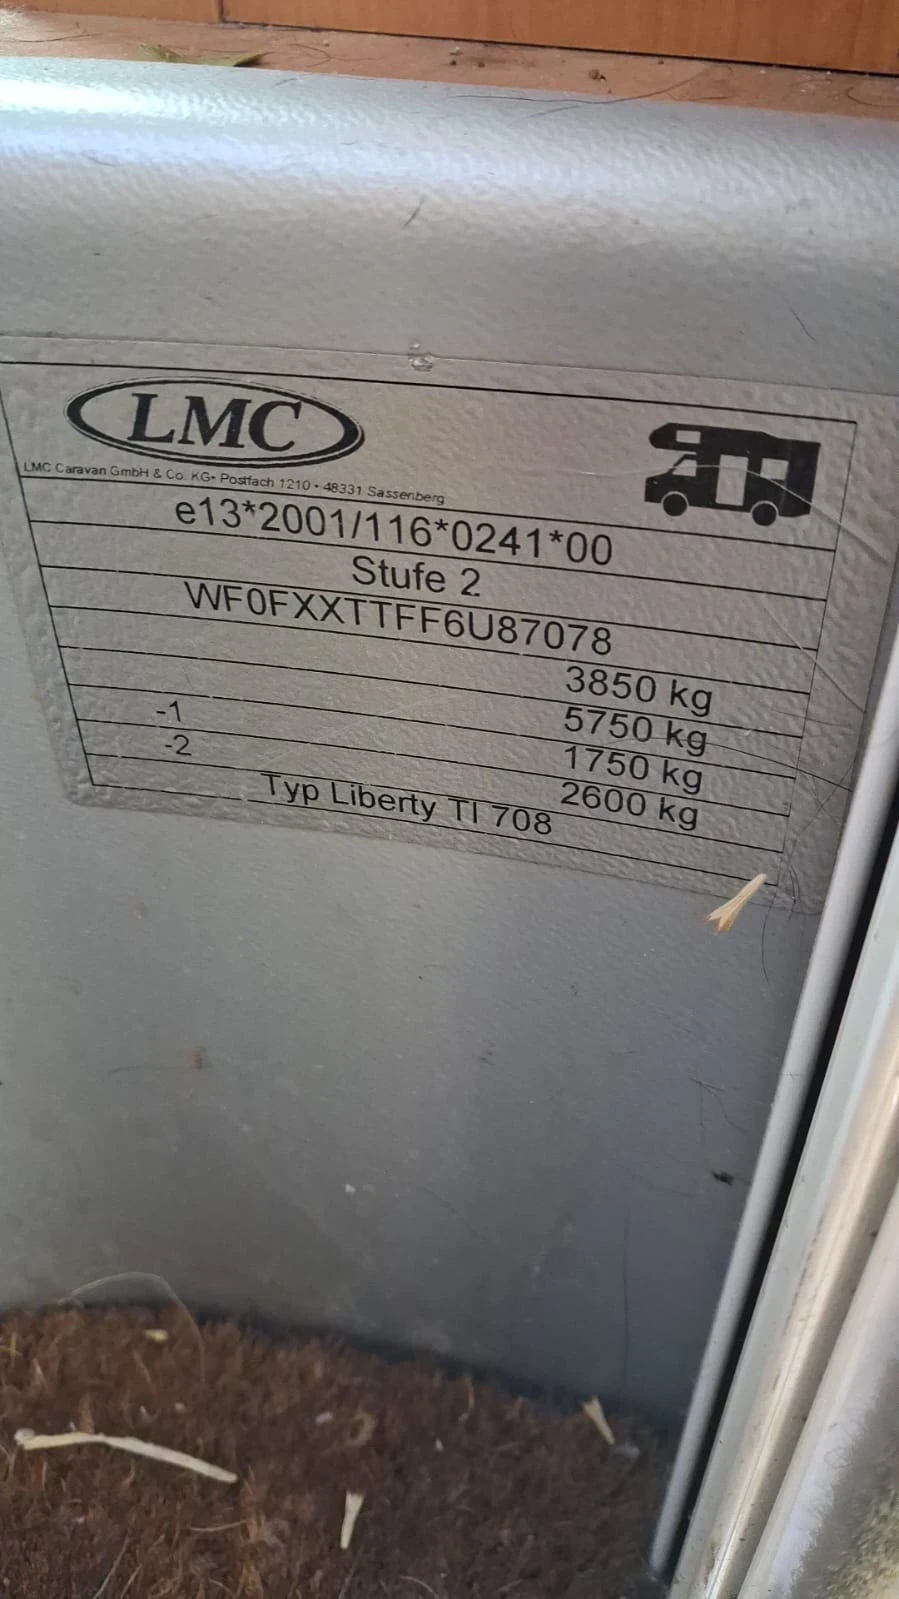 LMC
LMC Caravan GmbH & Co. KG• Postfach 1210 • 48331 Sassenberg
e13*2001/116*0241*00
Stufe 2
WF0FXXTTFF6U87078
3850 kg
5750 kg
-1 1750 kg
-2 2600 kg
Typ Liberty TI 708